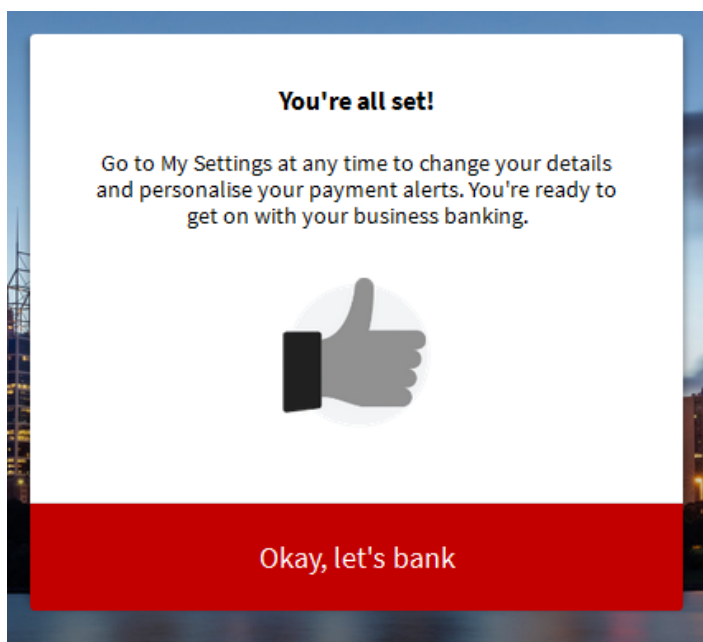 You're all set!
Go to My Settings at any time to change your details
and personalise your payment alerts. You're ready to
get on with your business banking.
Okay, let's bank